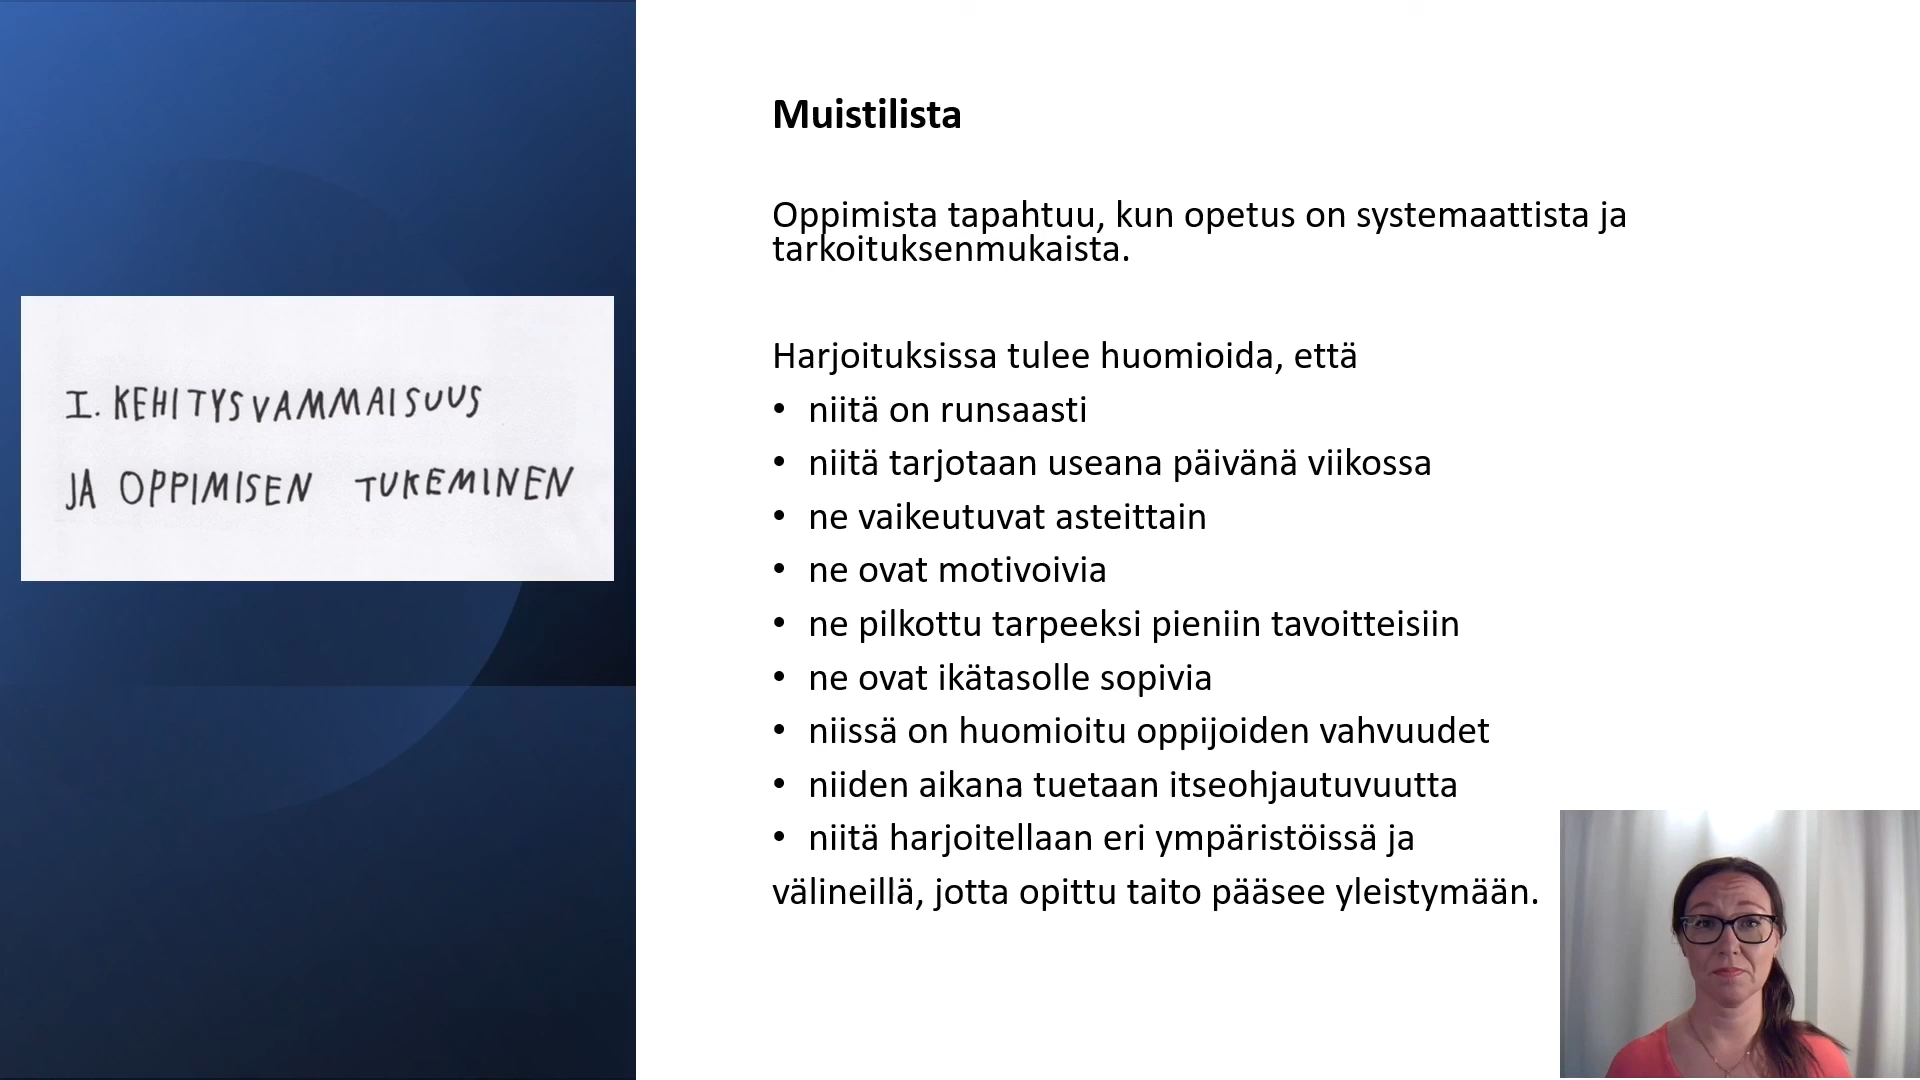 I. KEHITYSVAMMAISUUS
JA OPPIMISEN TUKEMINEN
Muistilista
Oppimista tapahtuu, kun opetus on systemaattista ja
tarkoituksenmukaista.
Harjoituksissa tulee huomioida, että
• niitä on runsaasti
• niitä tarjotaan useana päivänä viikossa
• ne vaikeutuvat asteittain
• ne ovat motivoivia
• ne pilkottu tarpeeksi pieniin tavoitteisiin
• ne ovat ikätasolle sopivia
• niissä on huomioitu oppijoiden vahvuudet
• niiden aikana tuetaan itseohjautuvuutta
• niitä harjoitellaan eri ympäristöissä ja
välineillä, jotta opittu taito pääsee yleistymään.